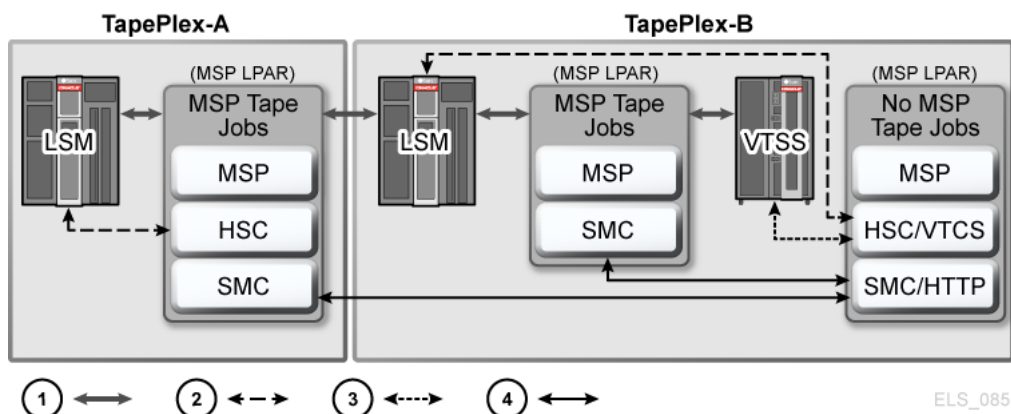 TapePlex-A
TapePlex-B
(MSP LPAR)
MSP Tape
Jobs
MSP
HSC
SMC
LSM
LSM
(MSP LPAR)
MSP Tape
Jobs
MSP
SMC
VTSS
(MSP LPAR)
No MSP
Tape Jobs
MSP
HSC/VTCS
SMC/HTTP
1
2
3
4
ELS_085